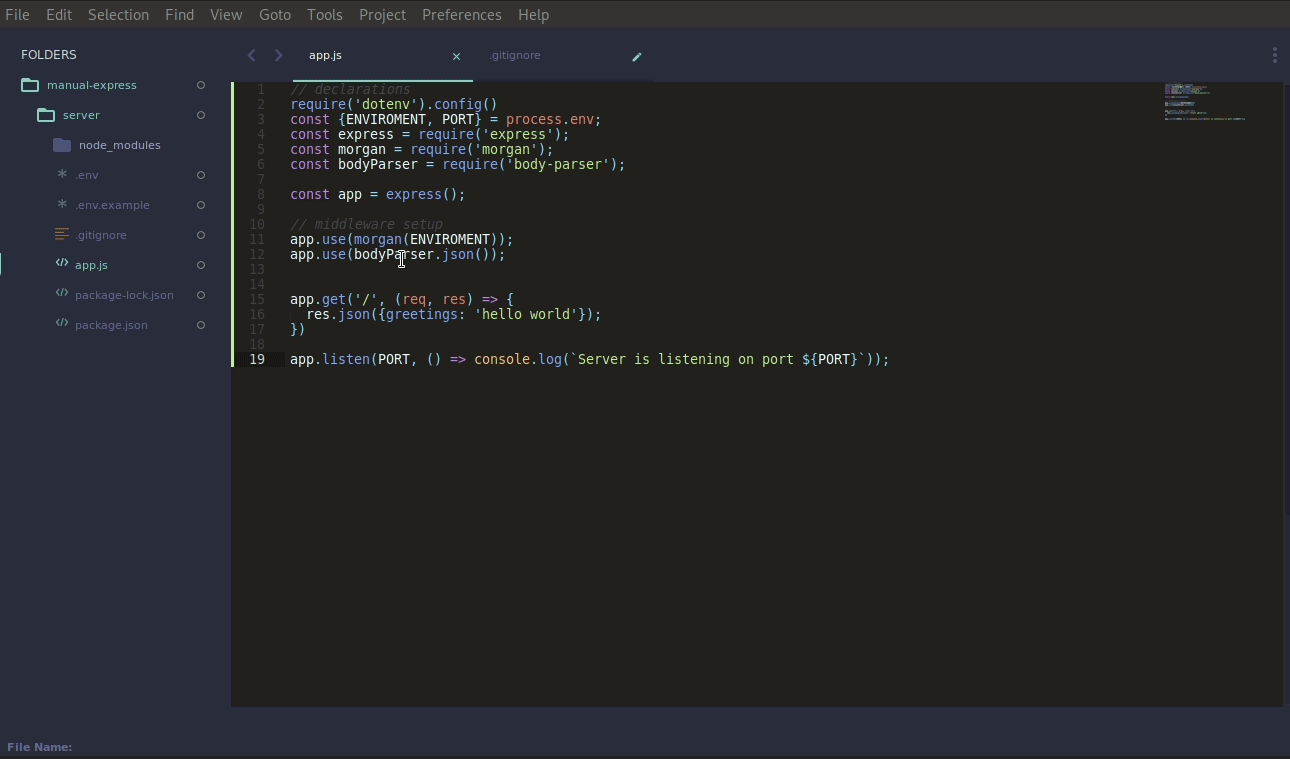 File Edit Selection Find View Goto Tools Project Preferences Help
FOLDERS
manual-express
server
node_modules
.env
.env.example
.gitignore
app.js
package-lock.json
package.json
app.js .gitignore
1 // declarations
2 require('dotenv').config()
3 const {ENVIROMENT, PORT} = process.env;
4 const express = require('express');
5 const morgan = require('morgan');
6 const bodyParser = require('body-parser');
7
8 const app = express();
9
10 // middleware setup
11 app.use(morgan(ENVIROMENT));
12 app.use(bodyParser.json());
13
14
15 app.get('/', (req, res) => {
16   res.json({greetings: 'hello world'});
17 })
18
19 app.listen(PORT, () => console.log(`Server is listening on port ${PORT}`));
File Name: